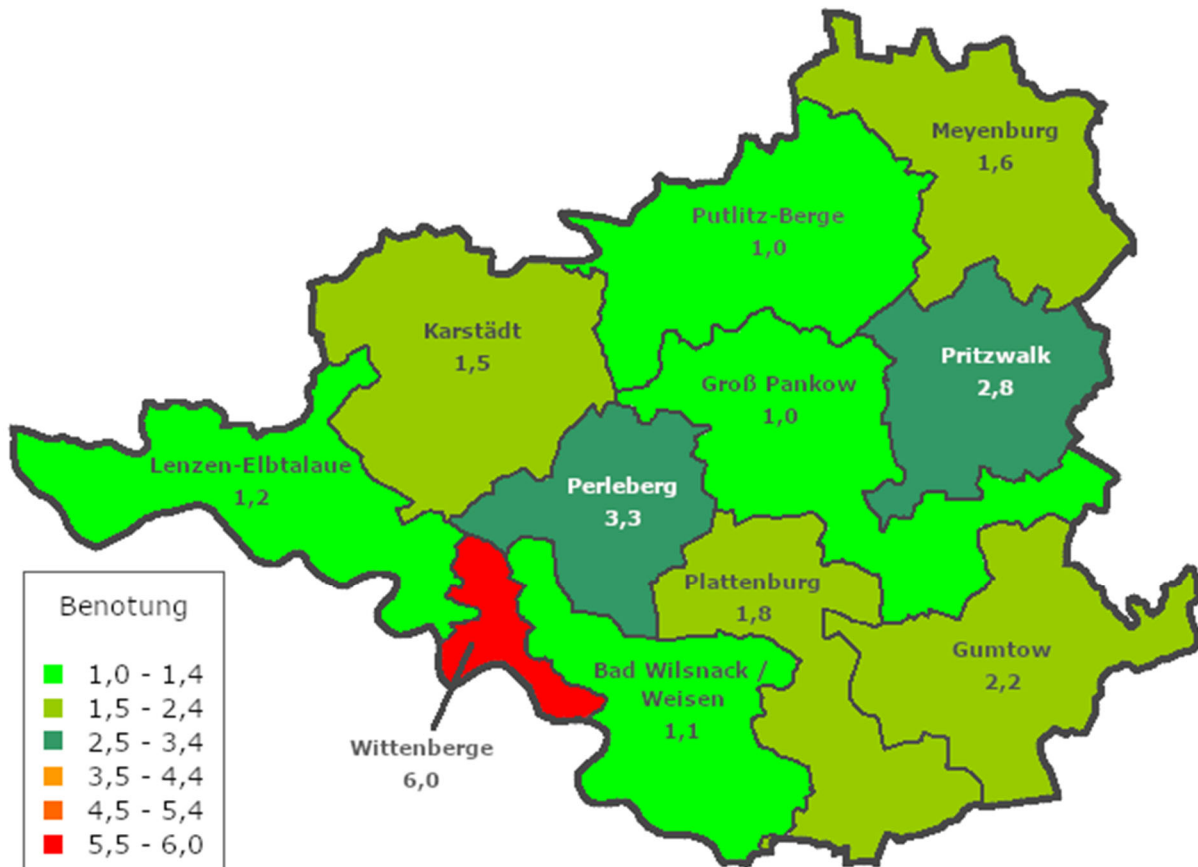 Meyenburg
1,6
Putlitz-Berge
1,0
Karstädt
1,5
Pritzwalk
2,8
Groß Pankow
1,0
Lenzen-Elbtalaue
1,2
Perleberg
3,3
Plattenburg
1,8
Gumtow
2,2
Bad Wilsnack /
Weisen
1,1
Wittenberge
6,0
Benotung
1,0 - 1,4
1,5 - 2,4
2,5 - 3,4
3,5 - 4,4
4,5 - 5,4
5,5 - 6,0